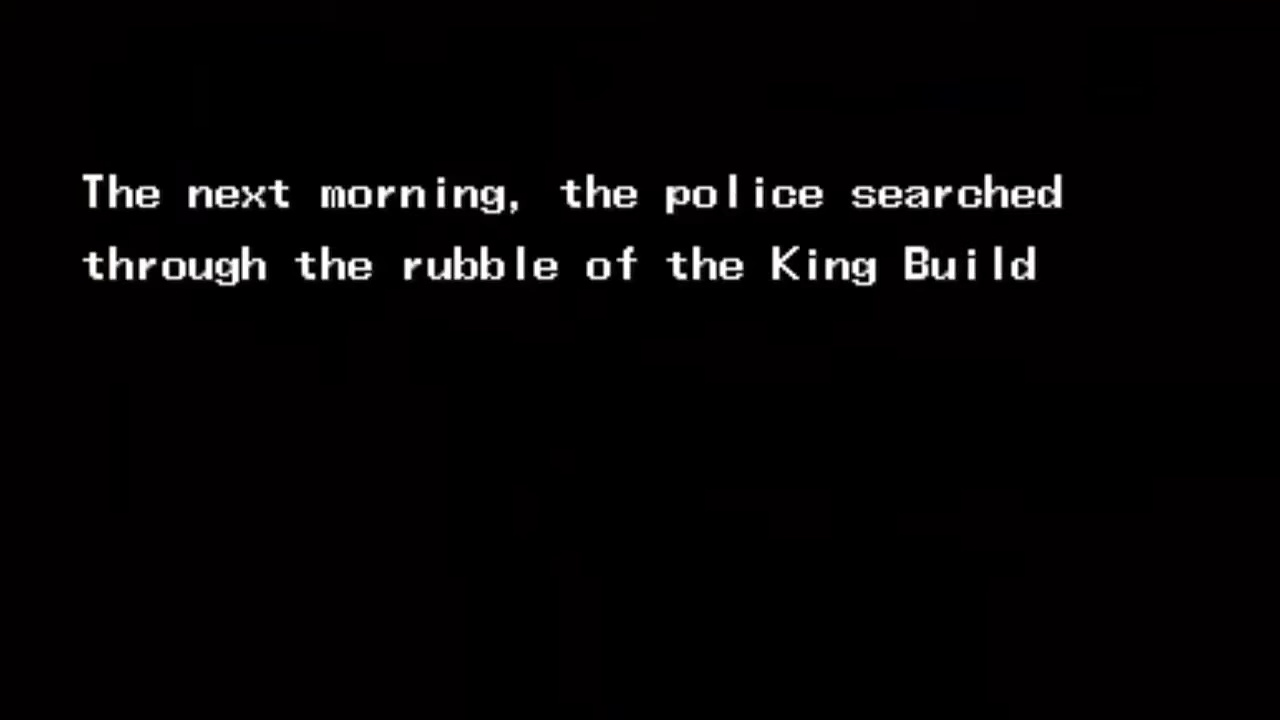 The next morning, the police searched
through the rubble of the King Build